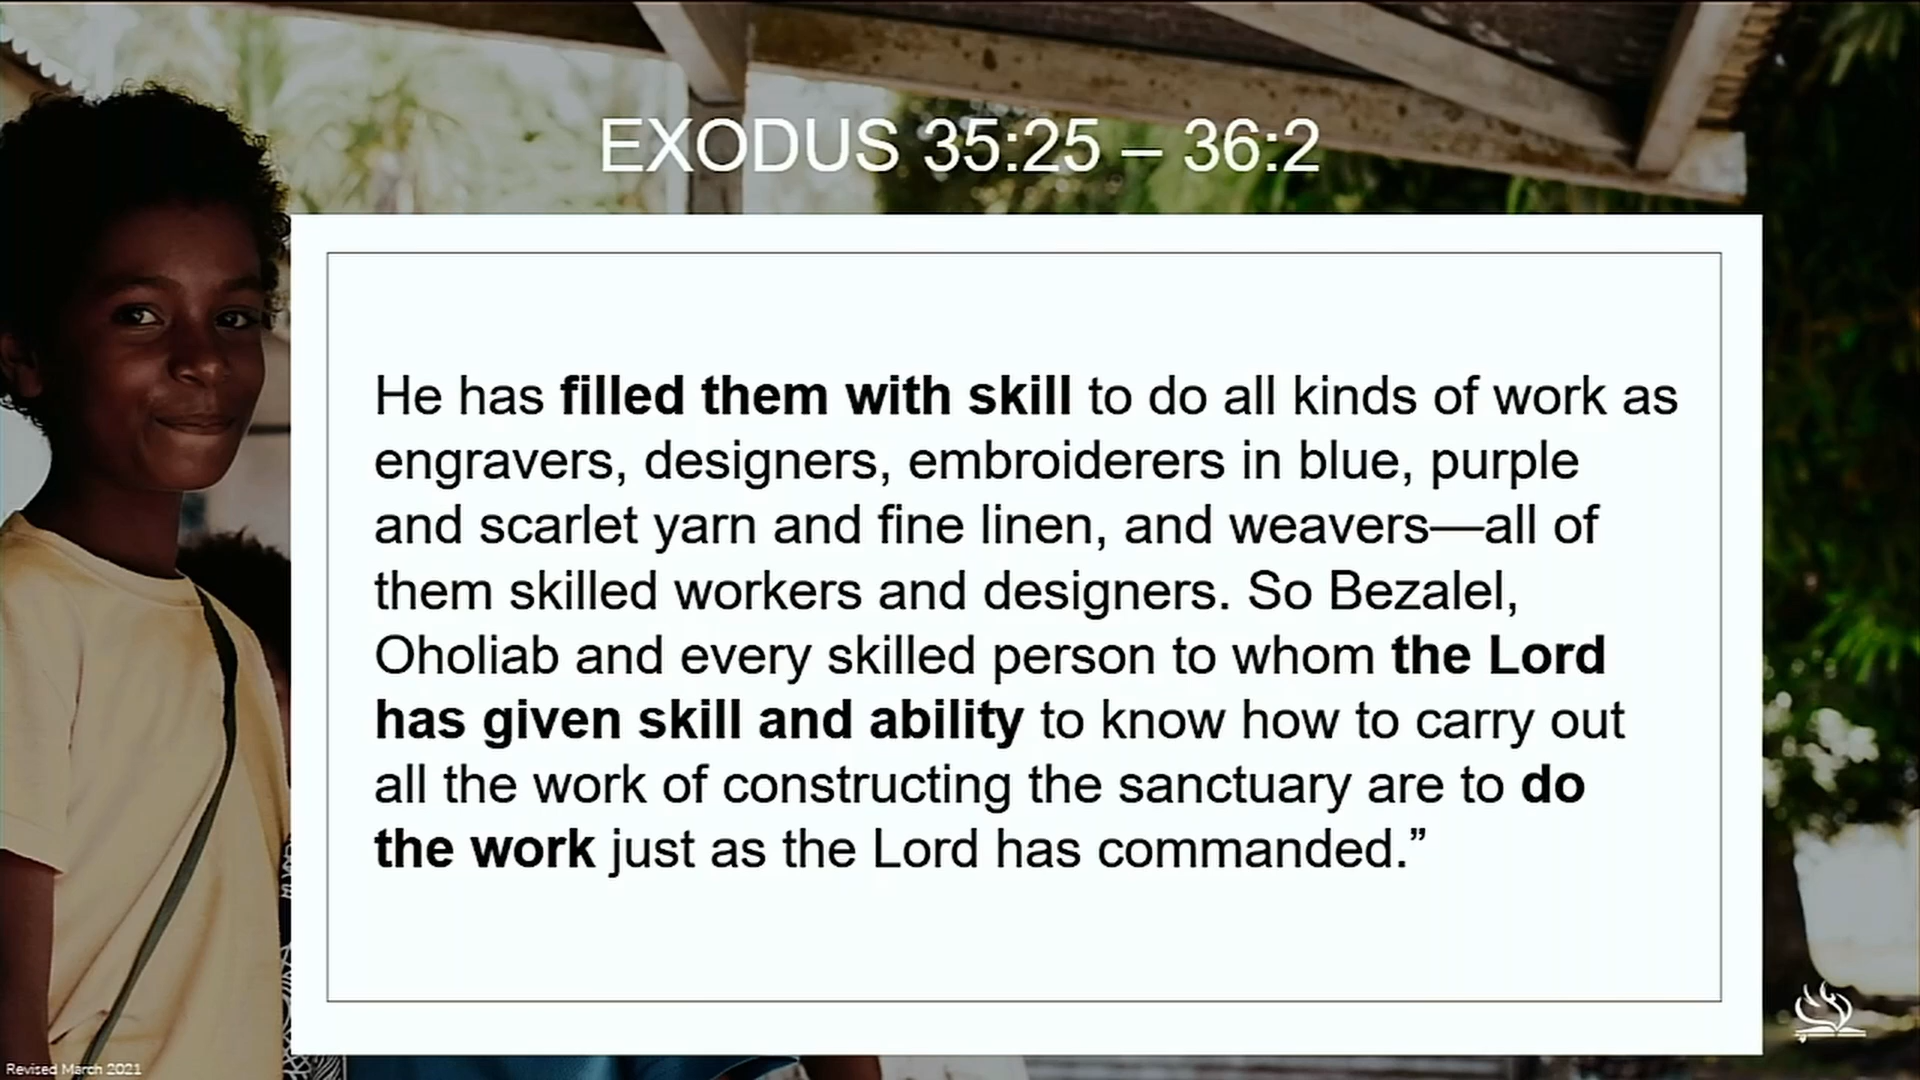 EXODUS 35:25 – 36:2
He has filled them with skill to do all kinds of work as
engravers, designers, embroiderers in blue, purple
and scarlet yarn and fine linen, and weavers—all of
them skilled workers and designers. So Bezalel,
Oholiab and every skilled person to whom the Lord
has given skill and ability to know how to carry out
all the work of constructing the sanctuary are to do
the work just as the Lord has commanded.”
Revised March 2021